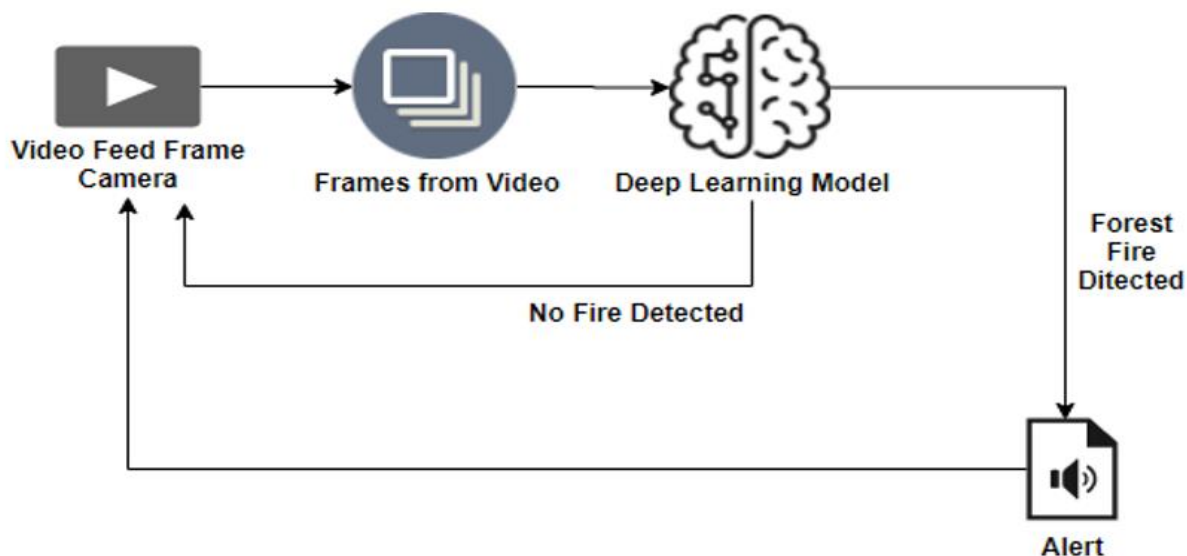 Video Feed Frame
Camera
Frames from Video
Deep Learning Model
Forest
Fire
Ditected
No Fire Detected
Alert